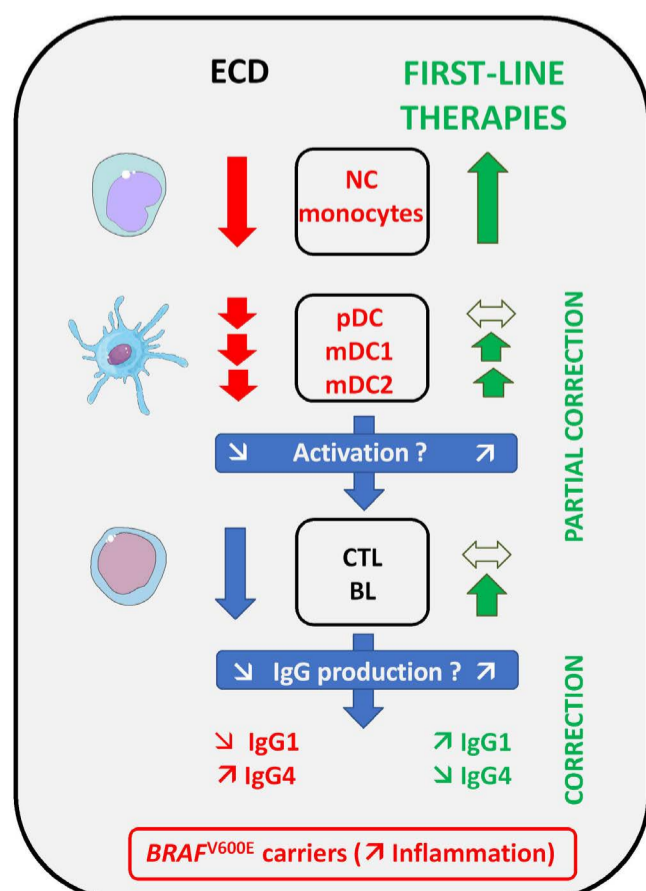 ECD
FIRST-LINE
THERAPIES
NC
monocytes
pDC
mDC1
mDC2
PARTIAL CORRECTION
↘ Activation ? ↗
CTL
BL
↘ IgG production ? ↗
CORRECTION
↘ IgG1
↗ IgG4
↗ IgG1
↘ IgG4
BRAFV600E carriers (↗ Inflammation)